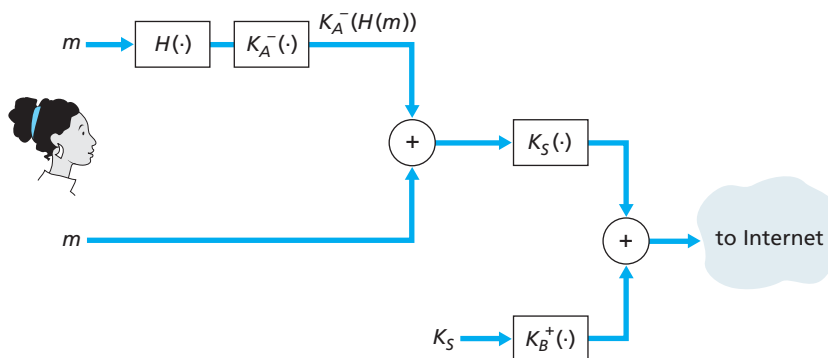 K_A^-(H(m))
m H(·) K_A^-(·)
+ K_S(·)
m + to Internet
K_S K_B^+(·)